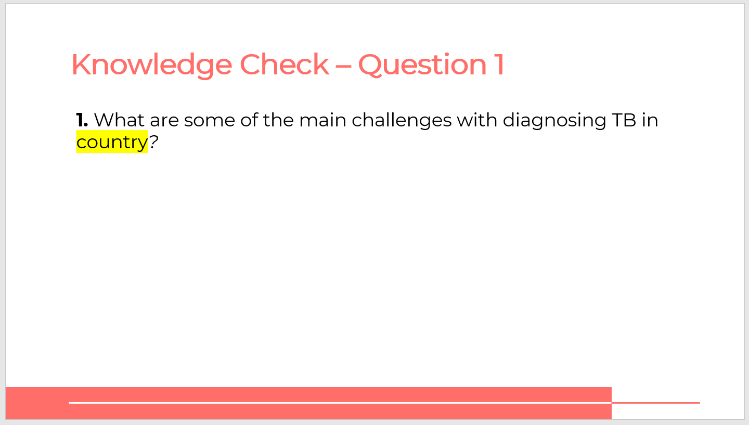 Knowledge Check – Question 1
1. What are some of the main challenges with diagnosing TB in
country?